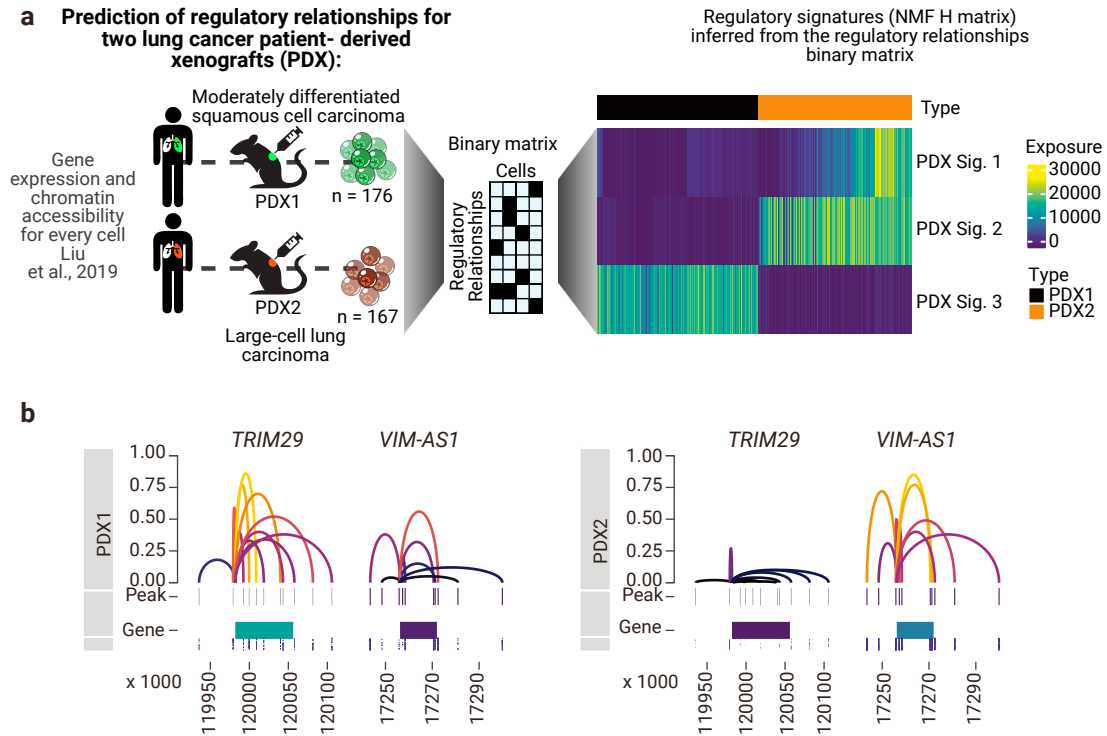 a
Prediction of regulatory relationships for
two lung cancer patient- derived
xenografts (PDX):
Regulatory signatures (NMF H matrix)
inferred from the regulatory relationships
binary matrix
Moderately differentiated
squamous cell carcinoma
Gene
expression and
chromatin
accessibility
for every cell
Liu
et al., 2019
PDX1
n = 176
PDX2
n = 167
Large-cell lung
carcinoma
Binary matrix
Cells
Regulatory
Relationships
Type
PDX Sig. 1
PDX Sig. 2
PDX Sig. 3
Exposure
30000
20000
10000
0
Type
PDX1
PDX2
b
TRIM29
VIM-AS1
PDX1
1.00
0.75
0.50
0.25
0.00
Peak
Gene
x 1000
119950
120000
120050
120100
17250
17270
17290
TRIM29
VIM-AS1
PDX2
1.00
0.75
0.50
0.25
0.00
Peak
Gene
x 1000
119950
120000
120050
120100
17250
17270
17290